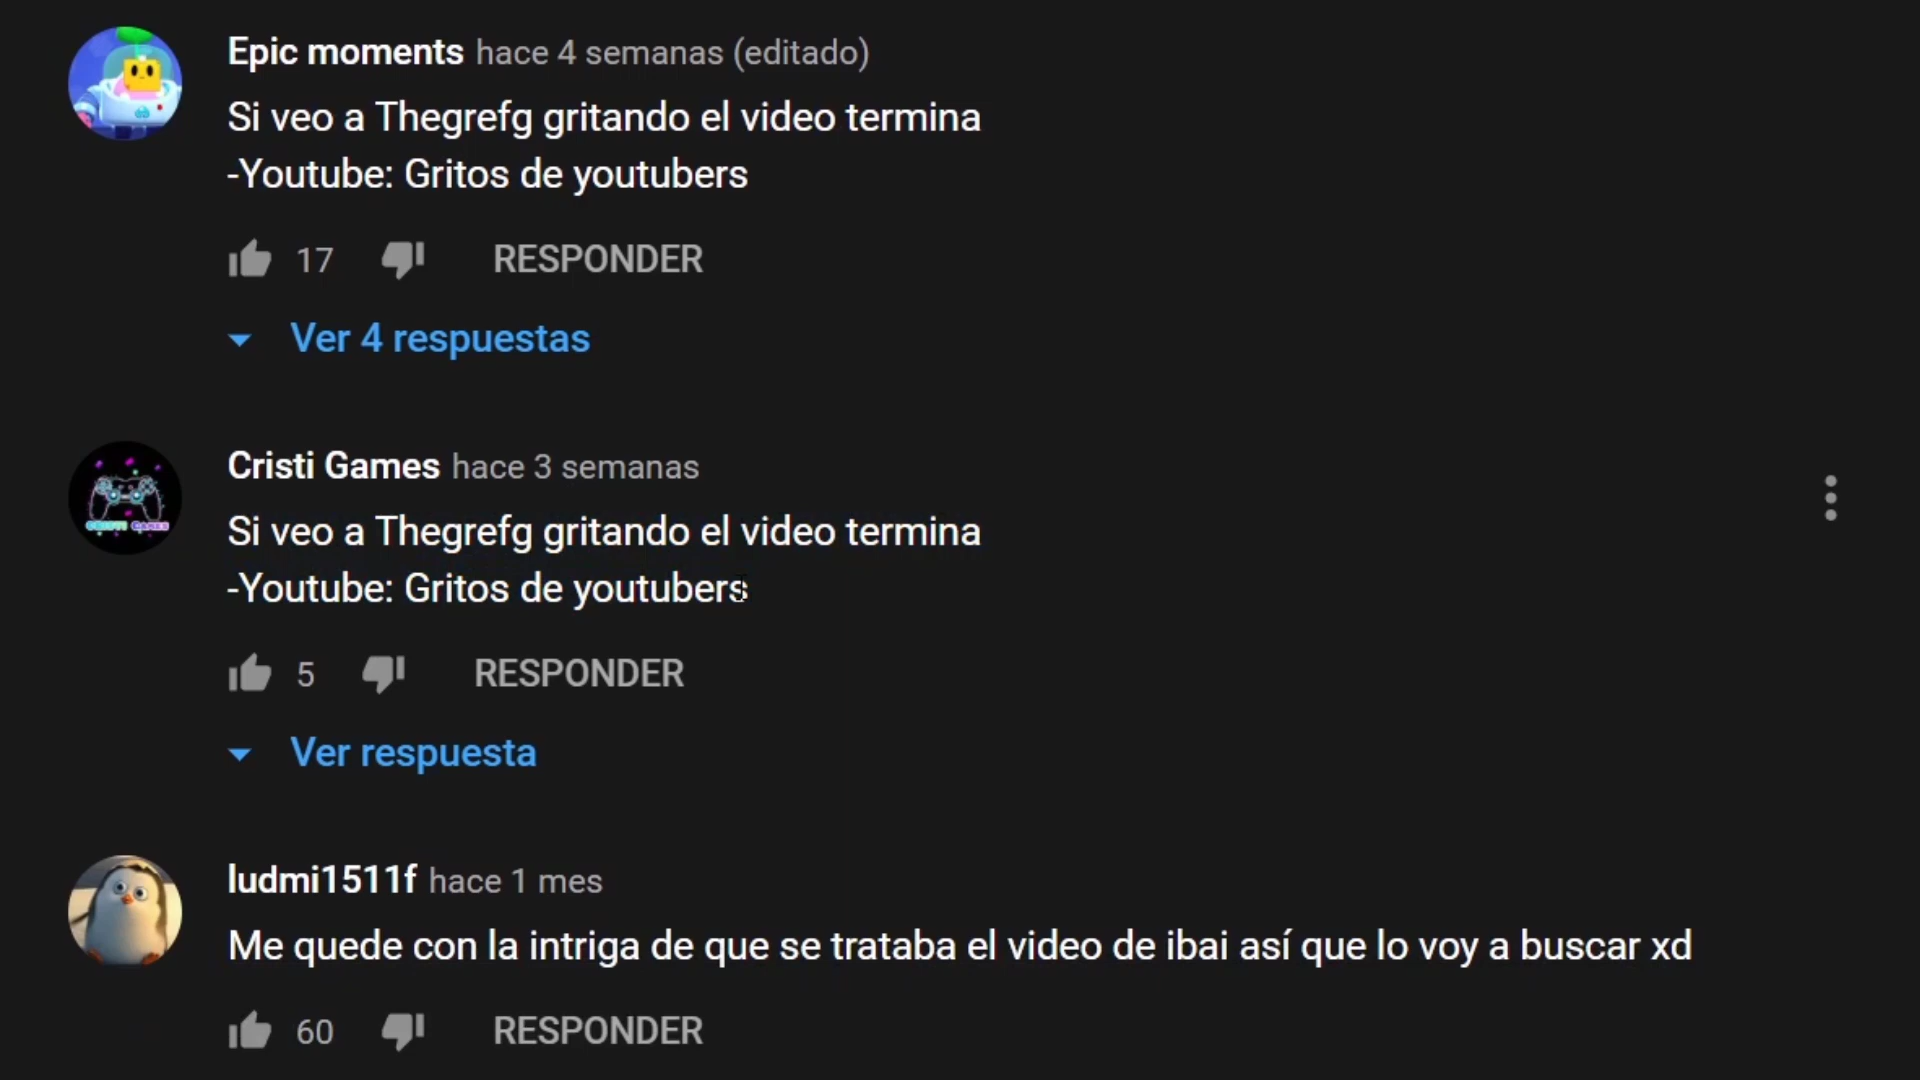 Epic moments hace 4 semanas (editado)
Si veo a Thegrefg gritando el video termina
-Youtube: Gritos de youtubers
17 RESPONDER
Ver 4 respuestas
Cristi Games hace 3 semanas
CRISTI GAMES
Si veo a Thegrefg gritando el video termina
-Youtube: Gritos de youtubers
5 RESPONDER
Ver respuesta
ludmi1511f hace 1 mes
Me quede con la intriga de que se trataba el video de ibai así que lo voy a buscar xd
60 RESPONDER